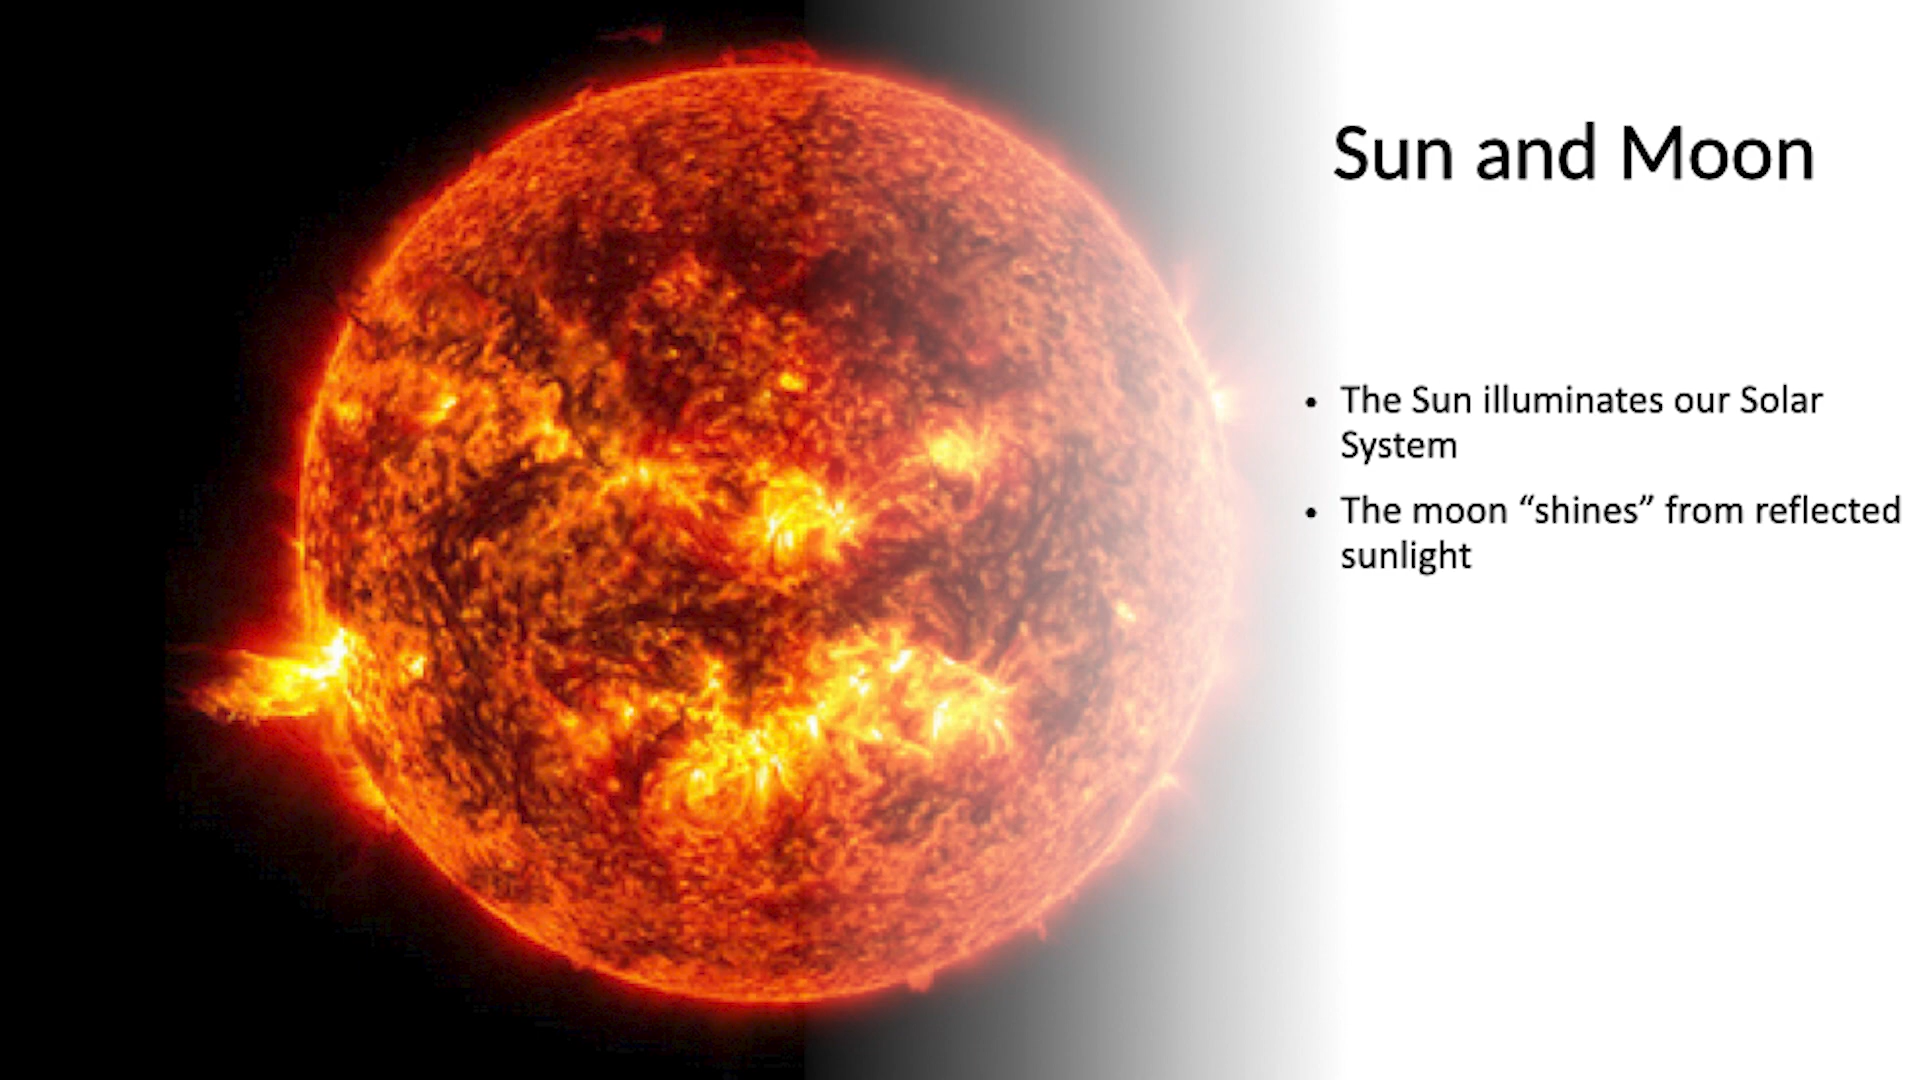 Sun and Moon
• The Sun illuminates our Solar
System
• The moon “shines” from reflected
sunlight